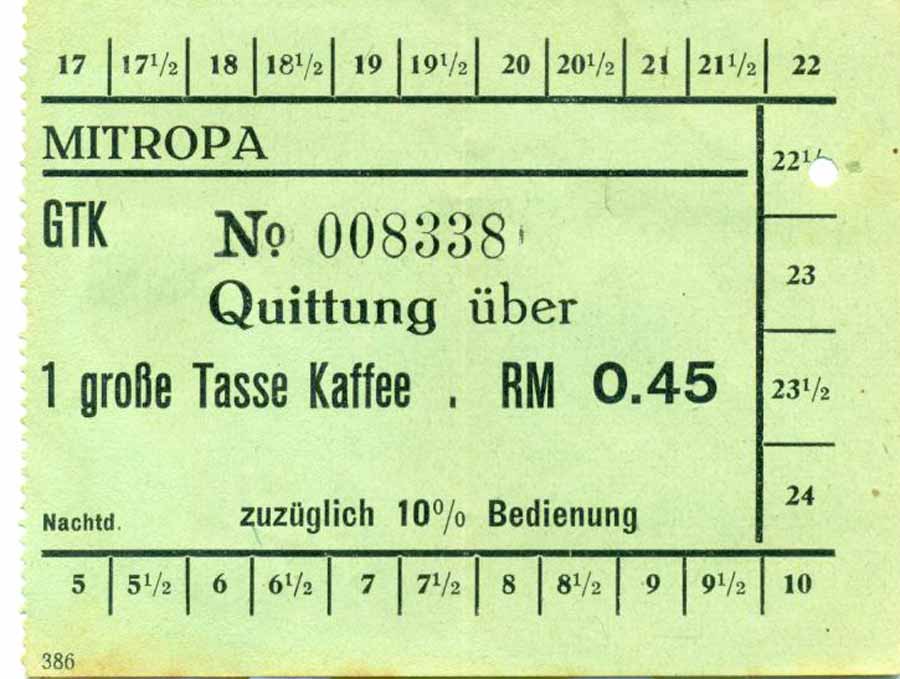 17 17½ 18 18½ 19 19½ 20 20½ 21 21½ 22
MITROPA
22½
GTK
Nº 008338
23
Quittung über
1 große Tasse Kaffee . RM 0.45
23½
24
Nachtd. zuzüglich 10% Bedienung
5 5½ 6 6½ 7 7½ 8 8½ 9 9½ 10
386